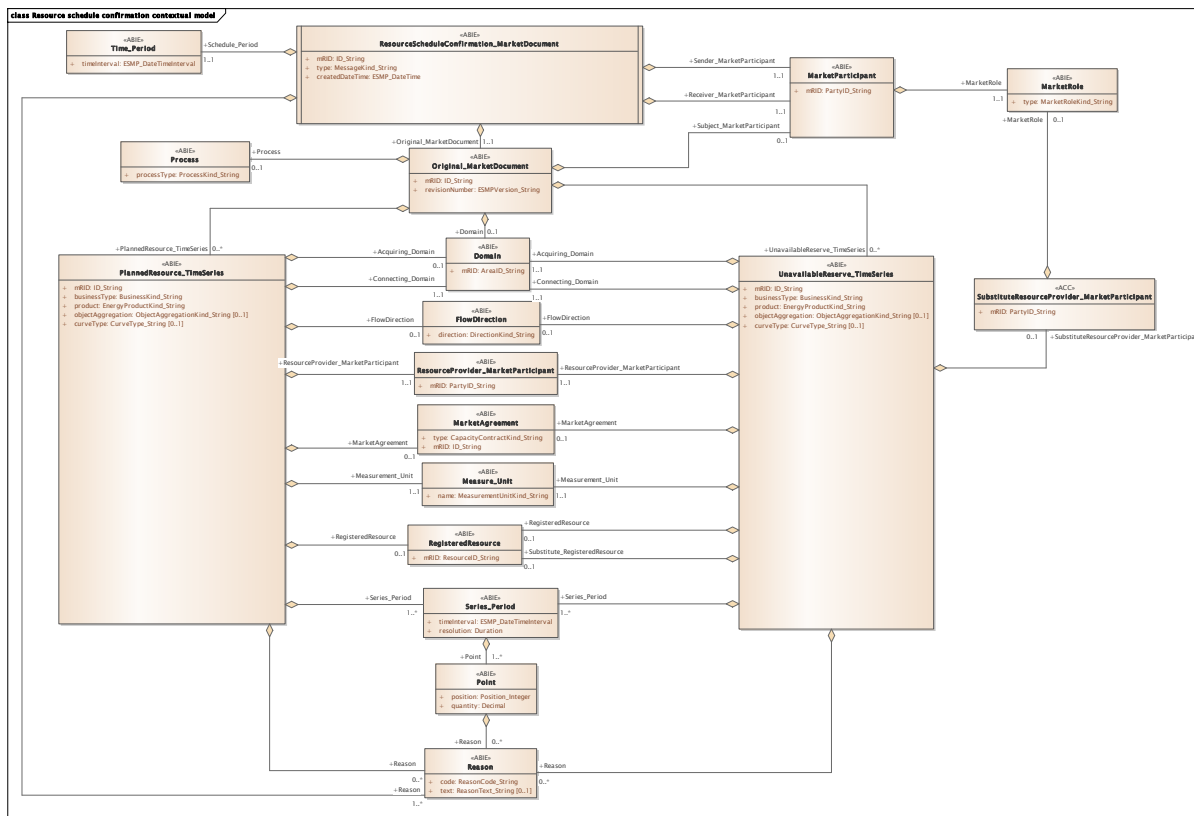 class Resource schedule confirmation contextual model
«ABIE»
Time_Period
+ timeInterval: ESMP_DateTimeInterval
+Schedule_Period
1..1
«ABIE»
ResourceScheduleConfirmation_MarketDocument
+ mRID: ID_String
+ type: MessageKind_String
+ createdDateTime: ESMP_DateTime
+Sender_MarketParticipant
1..1
+Receiver_MarketParticipant
1..1
+Subject_MarketParticipant
0..1
«ABIE»
MarketParticipant
+ mRID: PartyID_String
+MarketRole
1..1
«ABIE»
MarketRole
+ type: MarketRoleKind_String
+MarketRole 0..1
+Original_MarketDocument 1..1
«ABIE»
Process
+ processType: ProcessKind_String
+Process
0..1
«ABIE»
Original_MarketDocument
+ mRID: ID_String
+ revisionNumber: ESMPVersion_String
+Domain 0..1
+PlannedResource_TimeSeries 0..*
+UnavailableReserve_TimeSeries 0..*
«ABIE»
PlannedResource_TimeSeries
+ mRID: ID_String
+ businessType: BusinessKind_String
+ product: EnergyProductKind_String
+ objectAggregation: ObjectAggregationKind_String [0..1]
+ curveType: CurveType_String [0..1]
+Acquiring_Domain
0..1
+Connecting_Domain
1..1
«ABIE»
Domain
+ mRID: AreaID_String
+Acquiring_Domain
1..1
+Connecting_Domain
1..1
«ABIE»
UnavailableReserve_TimeSeries
+ mRID: ID_String
+ businessType: BusinessKind_String
+ product: EnergyProductKind_String
+ objectAggregation: ObjectAggregationKind_String [0..1]
+ curveType: CurveType_String [0..1]
«ACC»
SubstituteResourceProvider_MarketParticipant
+ mRID: PartyID_String
0..1 +SubstituteResourceProvider_MarketParticipa
+FlowDirection
0..1
«ABIE»
FlowDirection
+ direction: DirectionKind_String
+FlowDirection
0..1
+ResourceProvider_MarketParticipant
1..1
«ABIE»
ResourceProvider_MarketParticipant
+ mRID: PartyID_String
+ResourceProvider_MarketParticipant
1..1
+MarketAgreement
0..1
«ABIE»
MarketAgreement
+ type: CapacityContractKind_String
+ mRID: ID_String
+MarketAgreement
0..1
+Measurement_Unit
1..1
«ABIE»
Measure_Unit
+ name: MeasurementUnitKind_String
+Measurement_Unit
1..1
+RegisteredResource
0..1
«ABIE»
RegisteredResource
+ mRID: ResourceID_String
+RegisteredResource
0..1
+Substitute_RegisteredResource
0..1
+Series_Period
1..*
«ABIE»
Series_Period
+ timeInterval: ESMP_DateTimeInterval
+ resolution: Duration
+Series_Period
1..*
+Point 1..*
«ABIE»
Point
+ position: Position_Integer
+ quantity: Decimal
+Reason 0..*
«ABIE»
Reason
+ code: ReasonCode_String
+ text: ReasonText_String [0..1]
+Reason
0..*
+Reason
1..*
+Reason
0..*